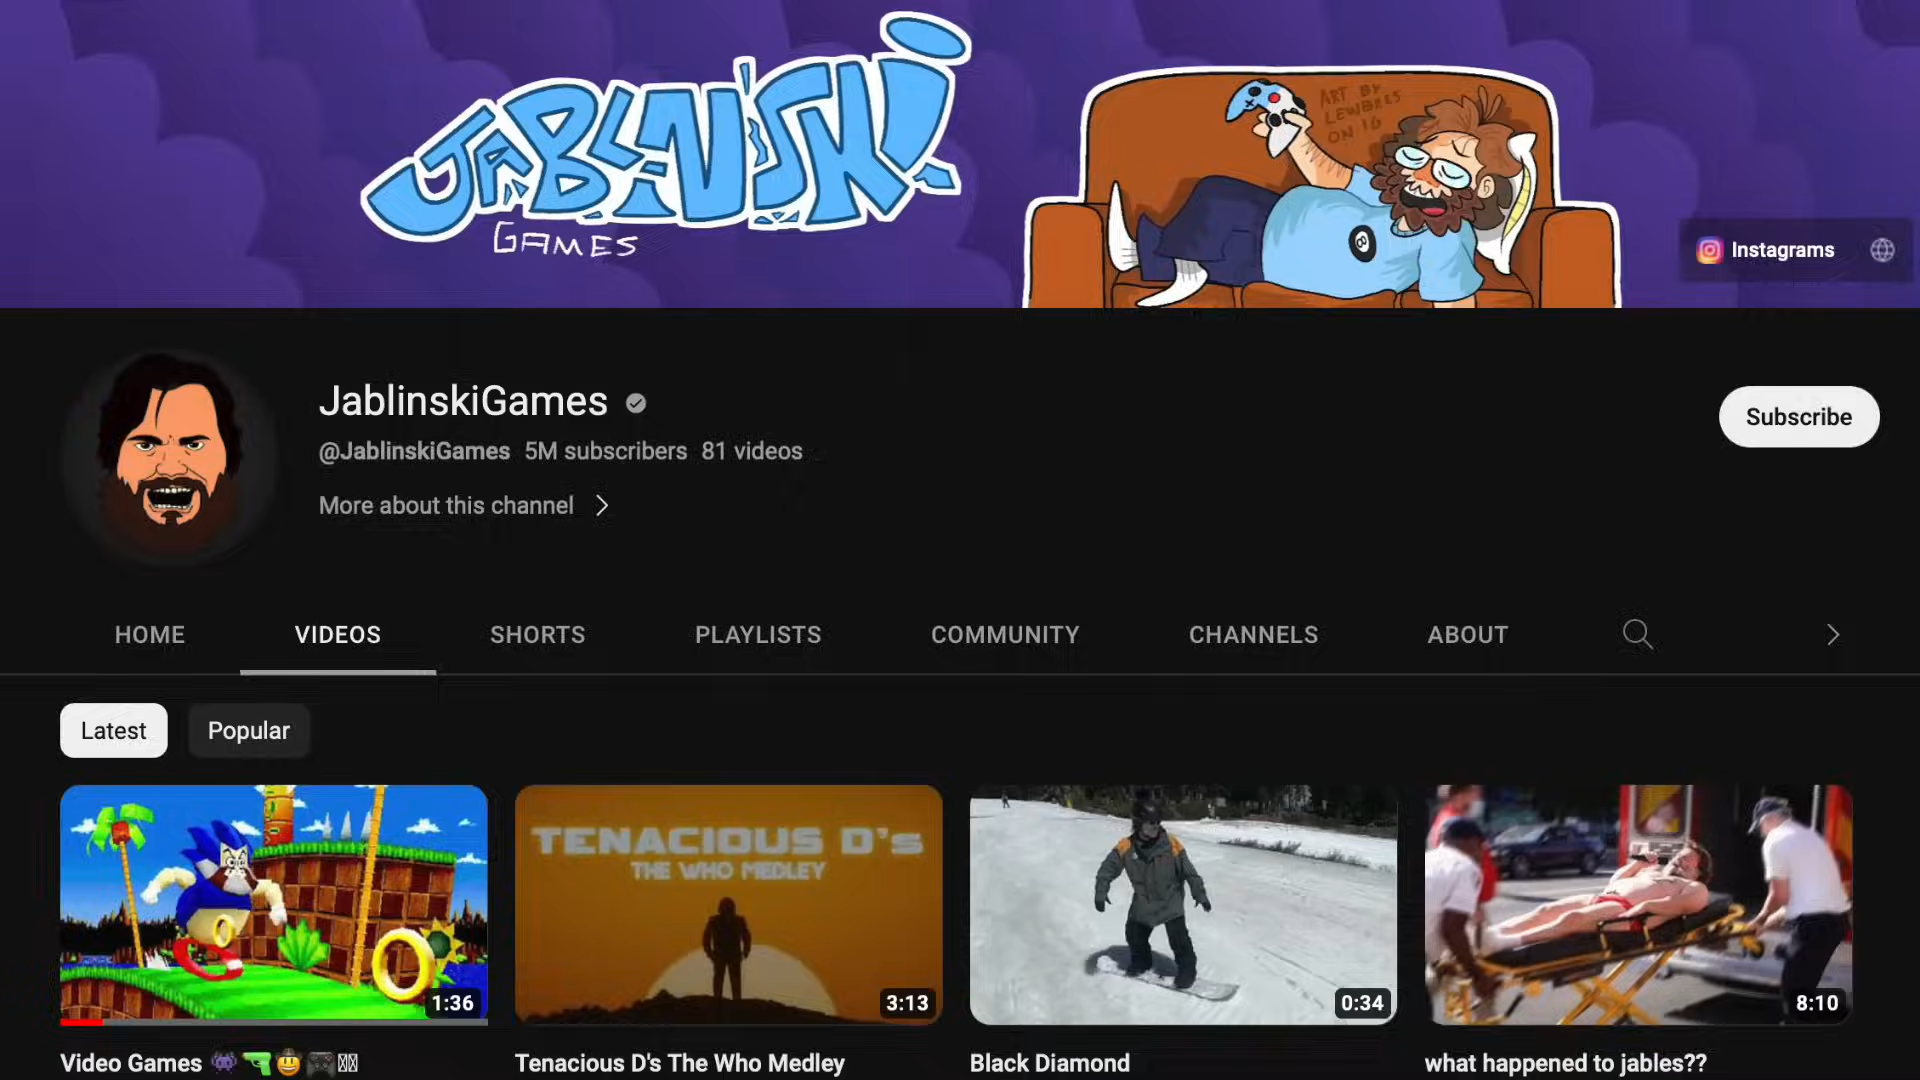 JABLINSKI
GAMES
ART BY
LEWBRES
ON IG
8
Instagrams
JablinskiGames
@JablinskiGames 5M subscribers 81 videos
More about this channel
Subscribe
HOME VIDEOS SHORTS PLAYLISTS COMMUNITY CHANNELS ABOUT
Latest Popular
TENACIOUS D's
THE WHO MEDLEY
1:36 3:13 0:34 8:10
Video Games 👾🔫🤠🎮 Tenacious D's The Who Medley Black Diamond what happened to jables??